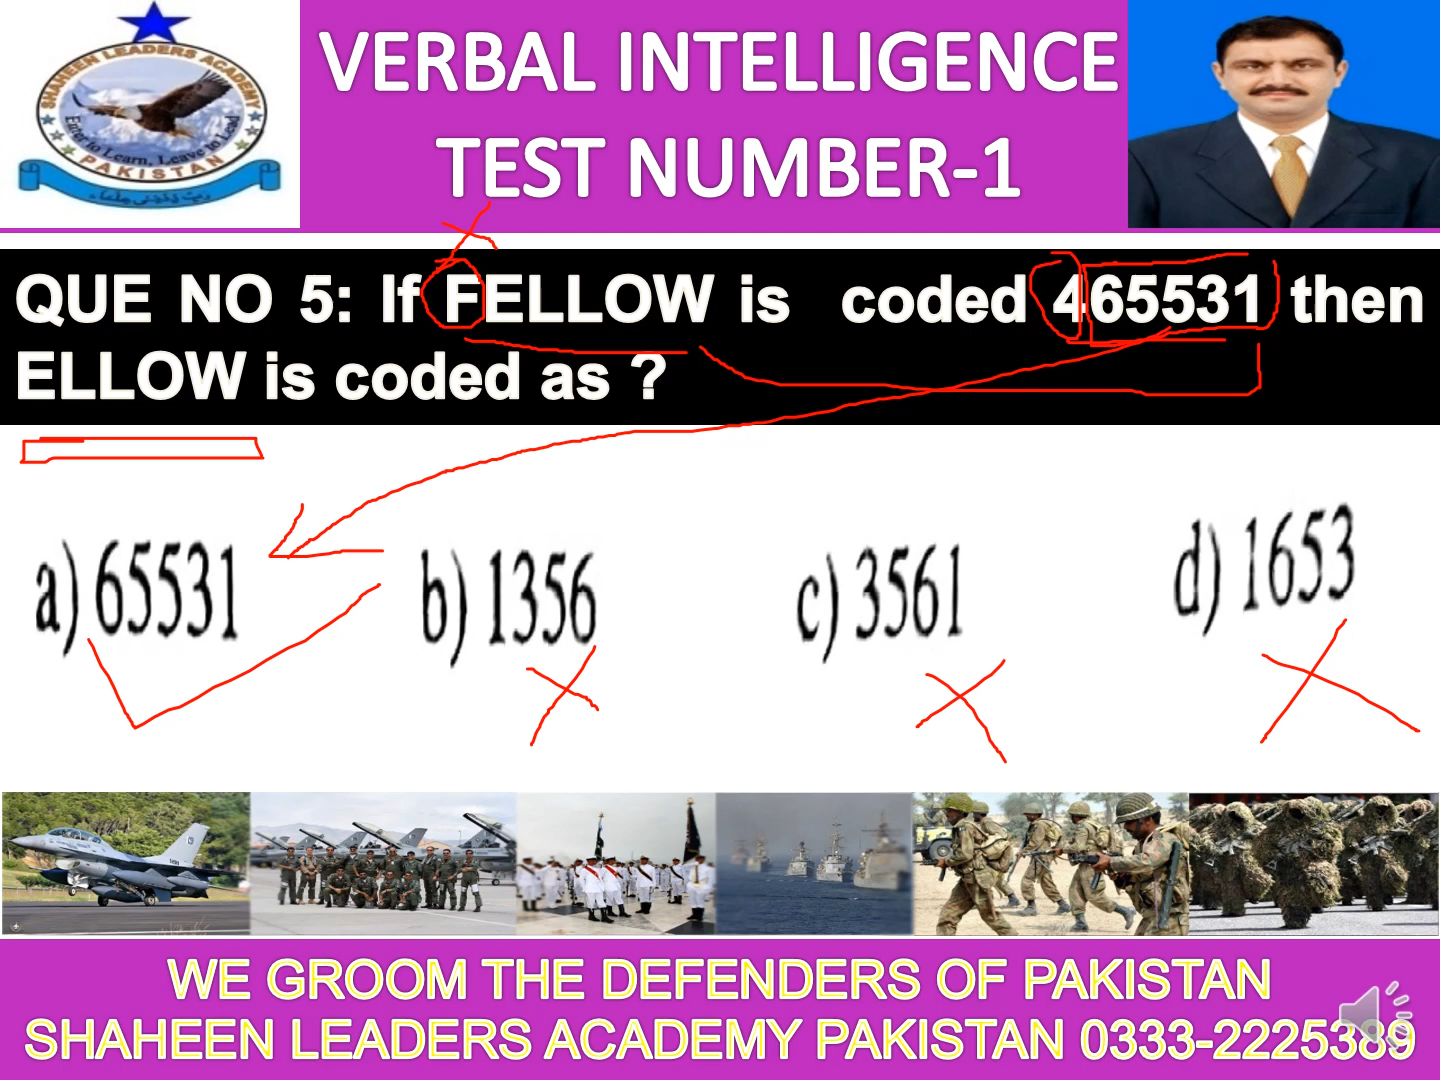 SHAHEEN LEADERS ACADEMY
Enter to Learn, Leave to Lead
PAKISTAN
VERBAL INTELLIGENCE
TEST NUMBER-1
QUE NO 5: If FELLOW is coded 465531 then
ELLOW is coded as ?
a) 65531
b) 1356
c) 3561
d) 1653
WE GROOM THE DEFENDERS OF PAKISTAN
SHAHEEN LEADERS ACADEMY PAKISTAN 0333-2225389